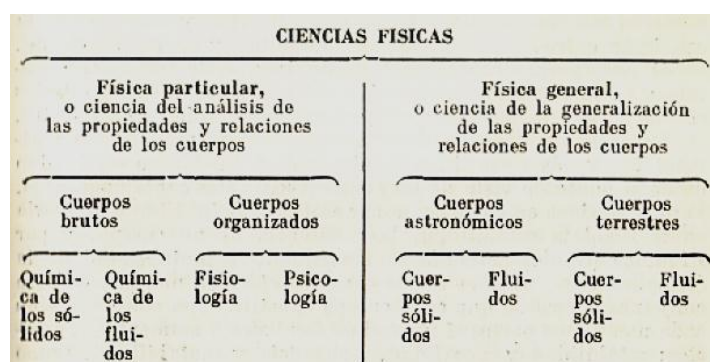 CIENCIAS FISICAS
Física particular,
o ciencia del análisis de
las propiedades y relaciones
de los cuerpos
Física general,
o ciencia de la generalización
de las propiedades y
relaciones de los cuerpos
Cuerpos
brutos
Cuerpos
organizados
Cuerpos
astronómicos
Cuerpos
terrestres
Quími-
ca de
los só-
lidos
Quími-
ca de
los
flui-
dos
Fisio-
logía
Psico-
logía
Cuer-
pos
sóli-
dos
Flui-
dos
Cuer-
pos
sóli-
dos
Flui-
dos